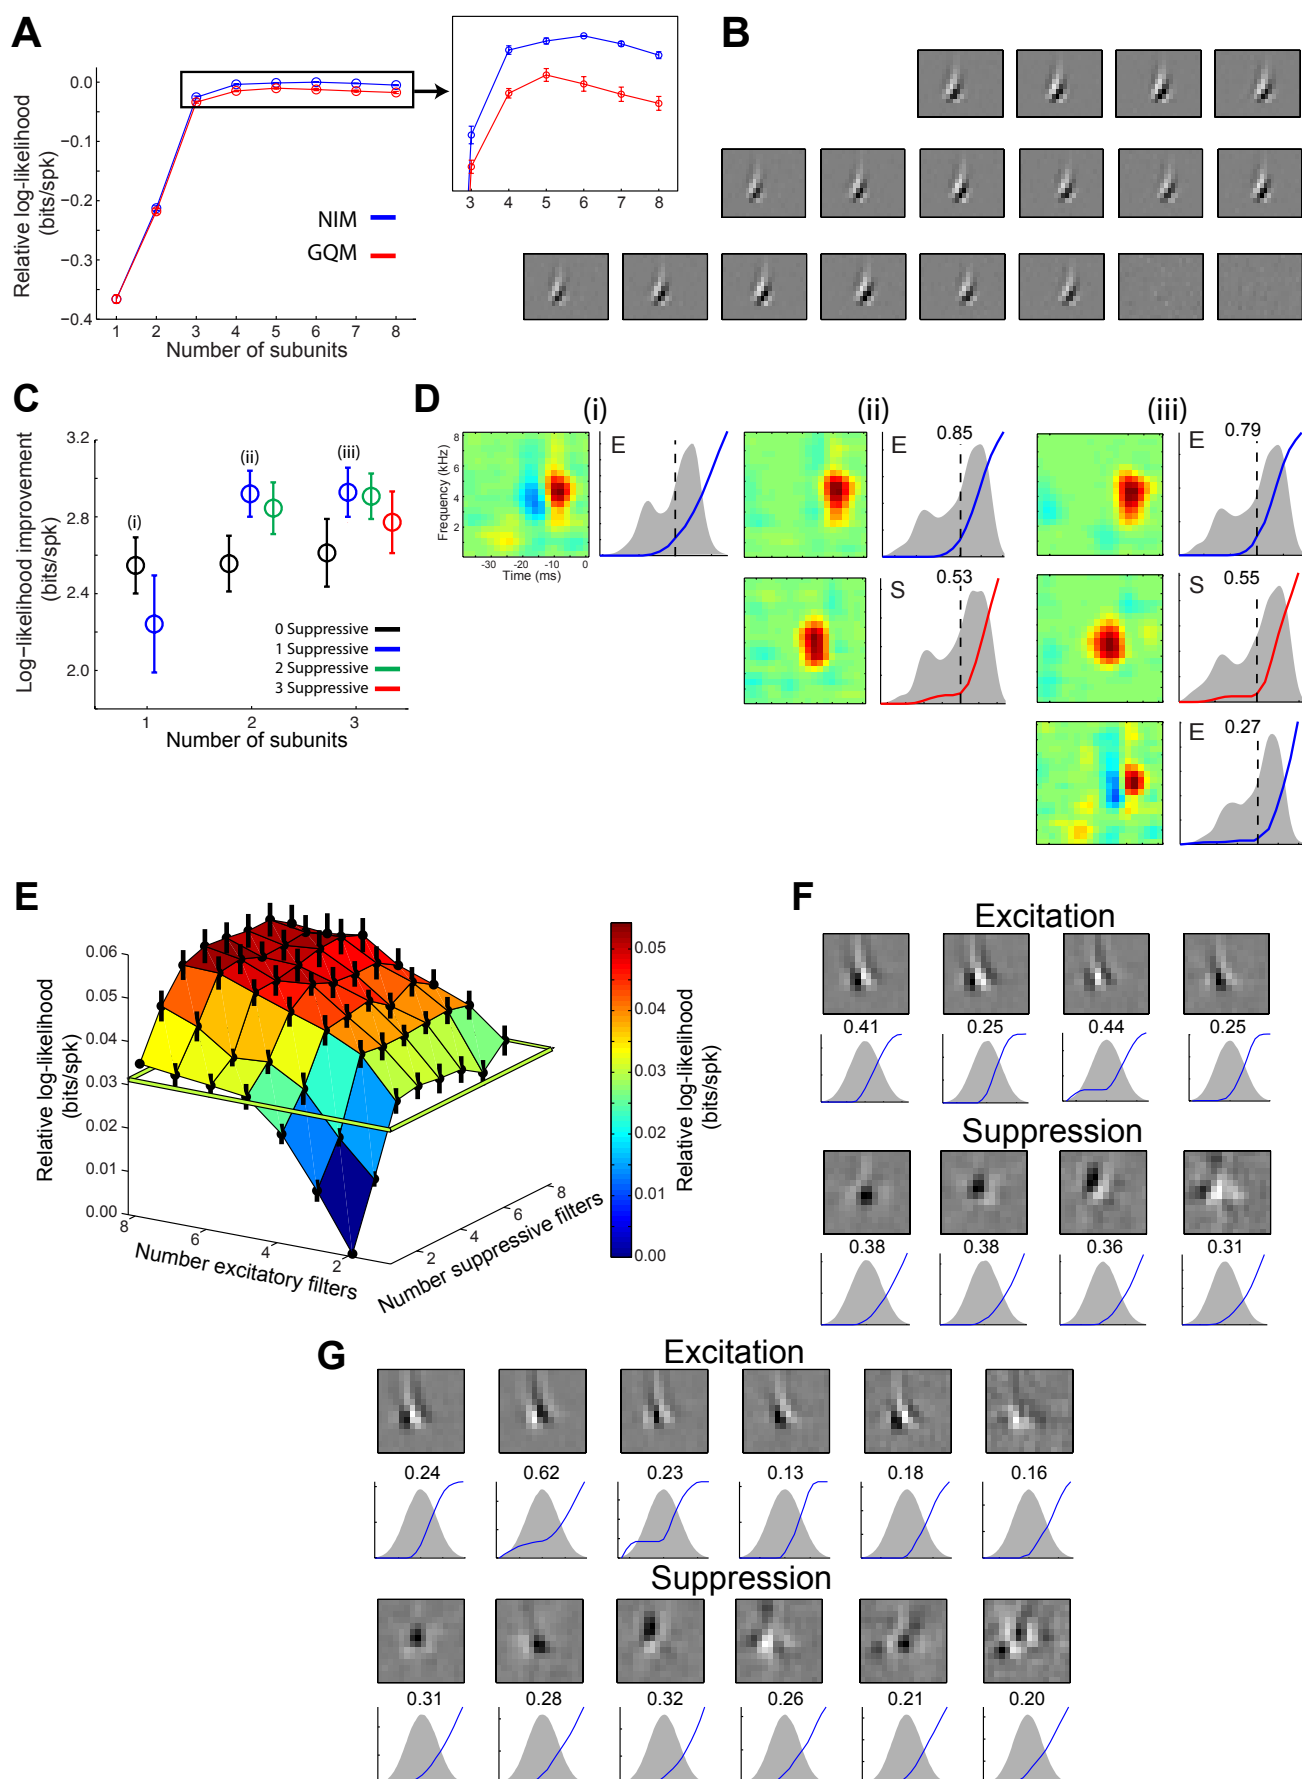 A
Relative log-likelihood
(bits/spk)
0.0
−0.1
−0.2
−0.3
−0.4
1 2 3 4 5 6 7 8
Number of subunits
NIM
GQM
3 4 5 6 7 8
B
C
Log−likelihood improvement
(bits/spk)
3.2
2.8
2.4
2.0
(i)
(ii)
(iii)
0 Suppressive
1 Suppressive
2 Suppressive
3 Suppressive
1 2 3
Number of subunits
D
(i)
(ii)
(iii)
Frequency (kHz)
8
6
4
2
-30 -20 -10 0
Time (ms)
E
E
0.85
E
0.79
S
0.53
S
0.55
E
0.27
E
Relative log-likelihood
(bits/spk)
0.06
0.05
0.04
0.03
0.02
0.01
0.00
8 6 4 2
Number excitatory filters
2 4 6 8
Number suppressive filters
0.05
0.04
0.03
0.02
0.01
0.00
Relative log-likelihood
(bits/spk)
F
Excitation
0.41 0.25 0.44 0.25
Suppression
0.38 0.38 0.36 0.31
G
Excitation
0.24 0.62 0.23 0.13 0.18 0.16
Suppression
0.31 0.28 0.32 0.26 0.21 0.20